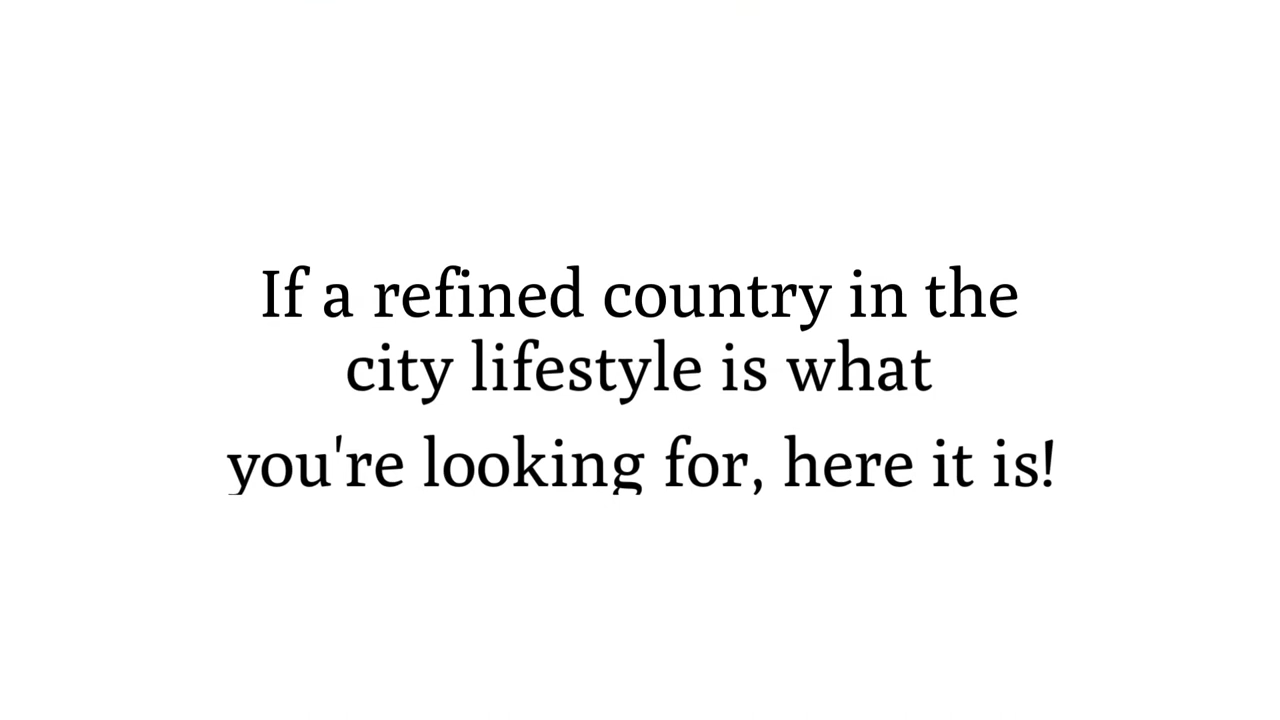 If a refined country in the
city lifestyle is what
you're looking for, here it is!